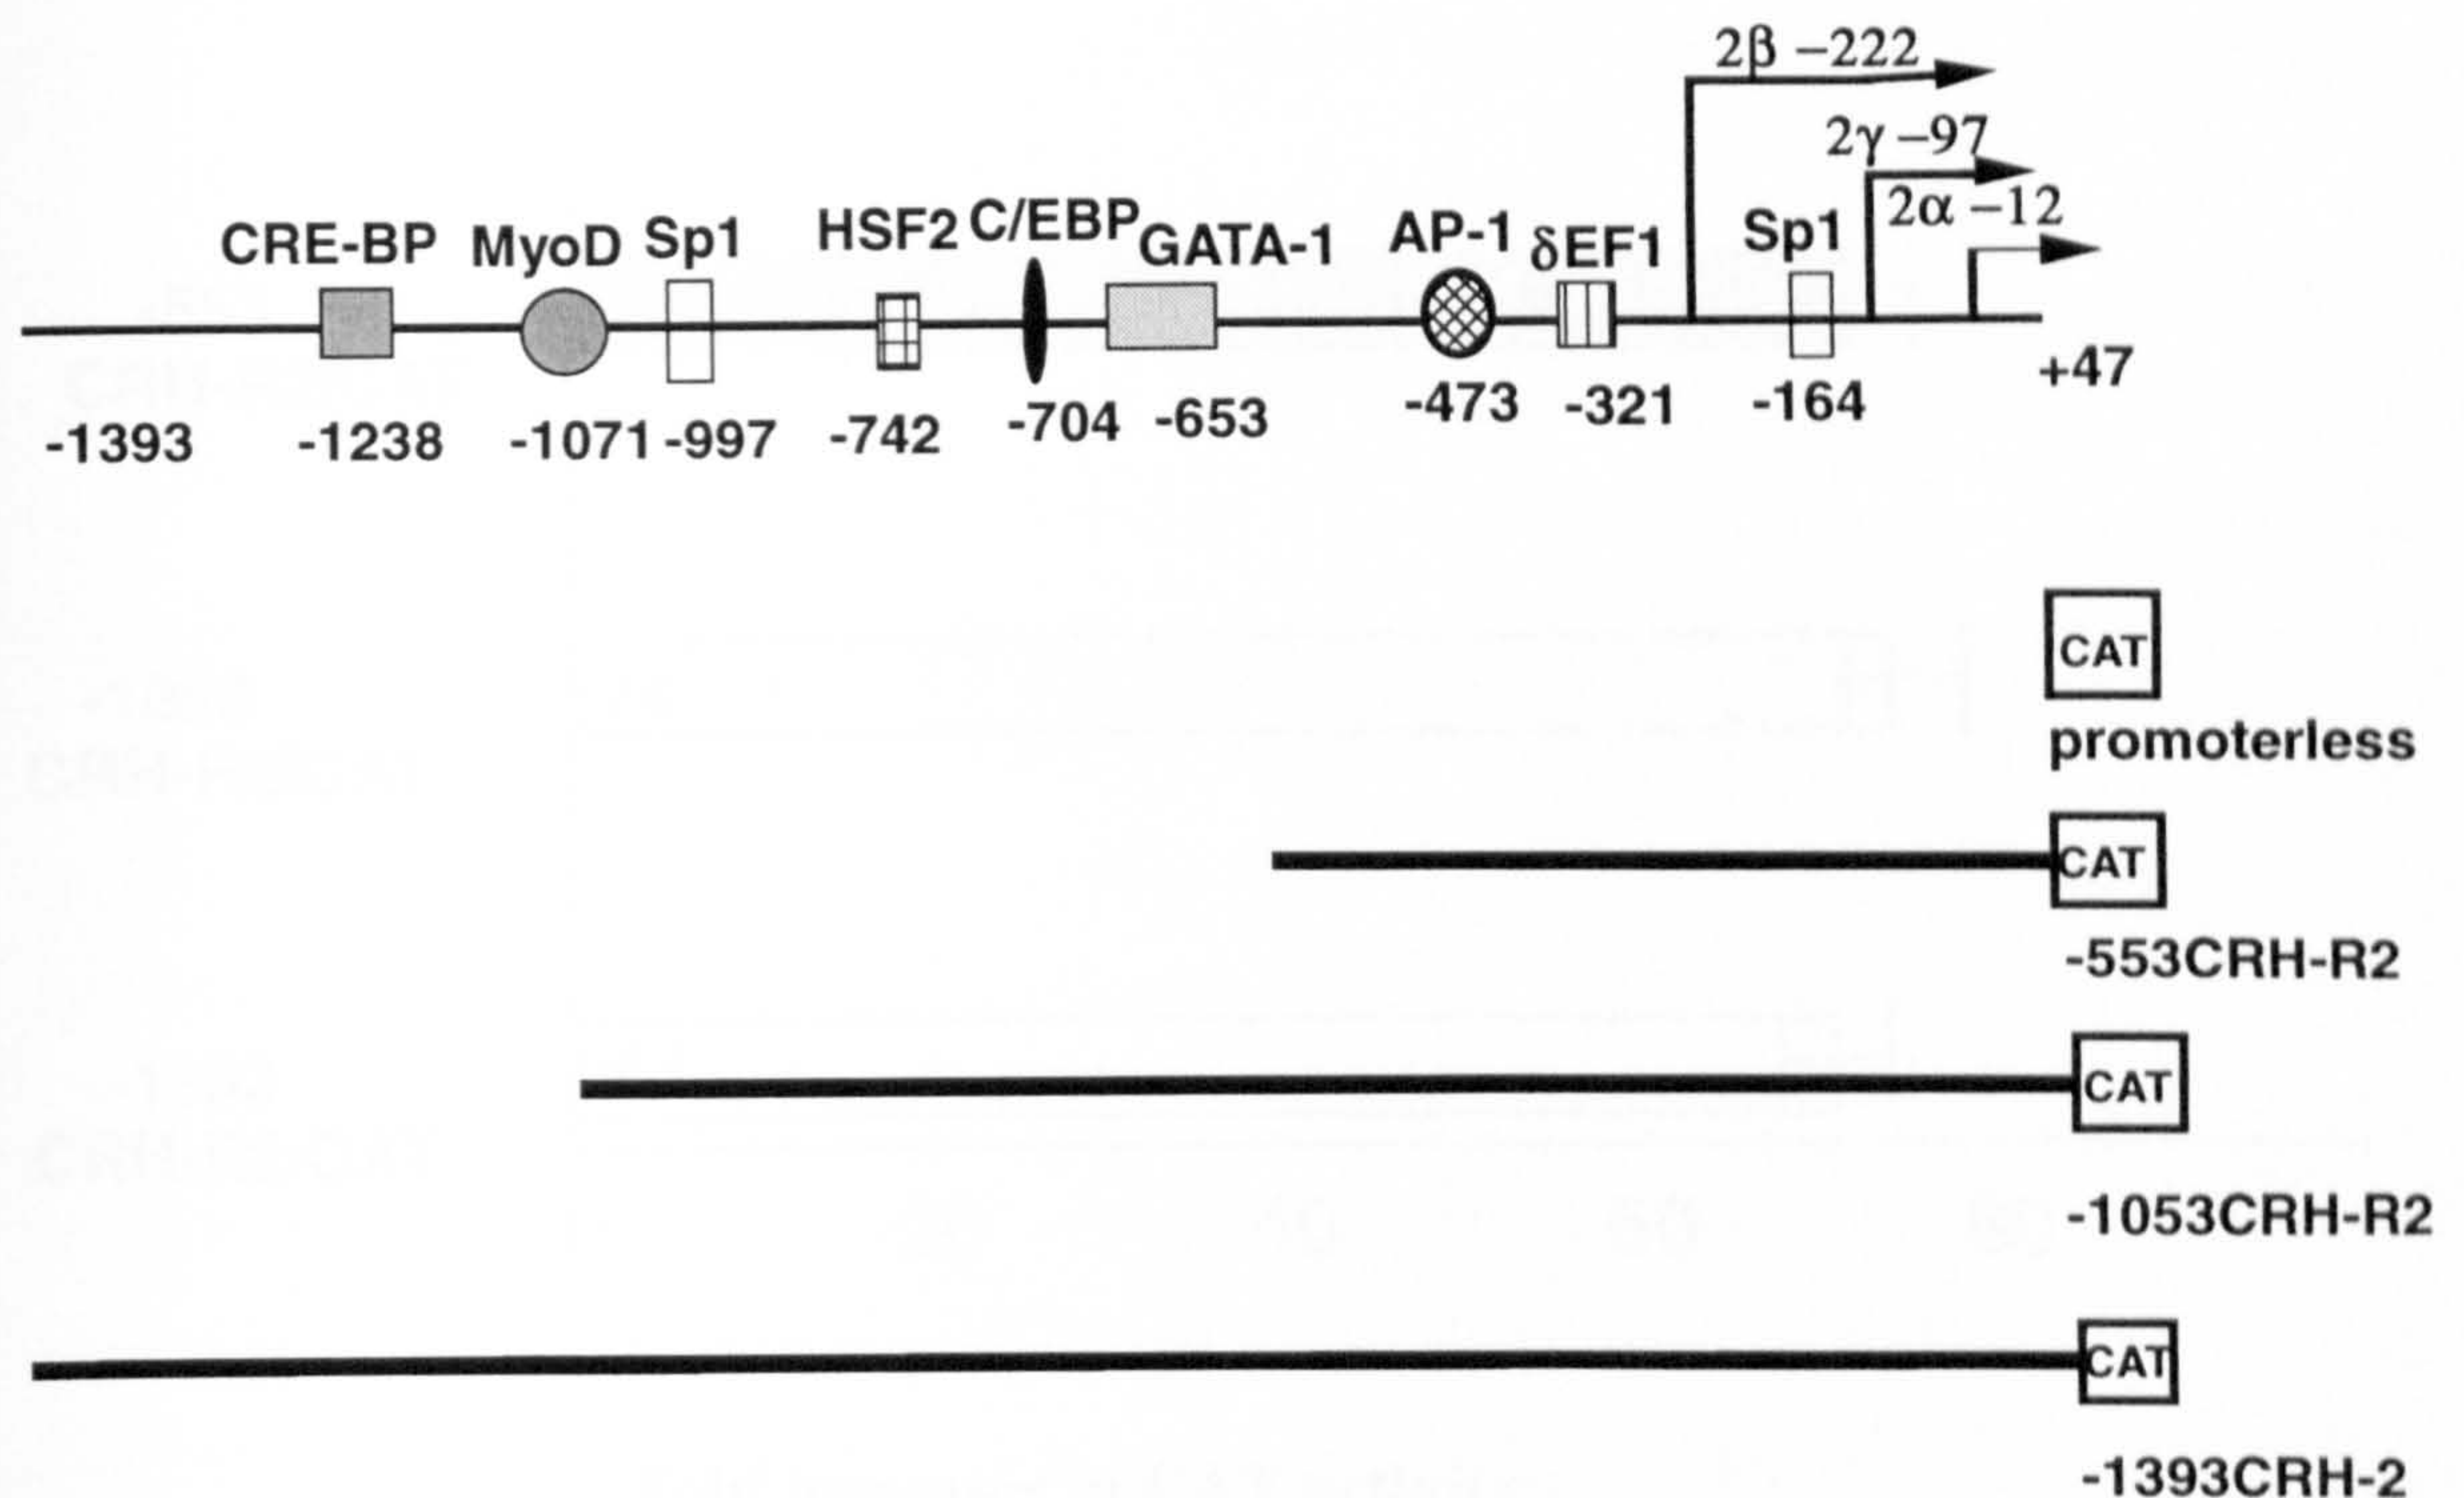 2β –222
2γ –97
2α –12
CRE-BP MyoD Sp1 HSF2 C/EBP GATA-1 AP-1 δEF1 Sp1
-1393 -1238 -1071 -997 -742 -704 -653 -473 -321 -164 +47
CAT
promoterless
CAT
-553CRH-R2
CAT
-1053CRH-R2
CAT
-1393CRH-2